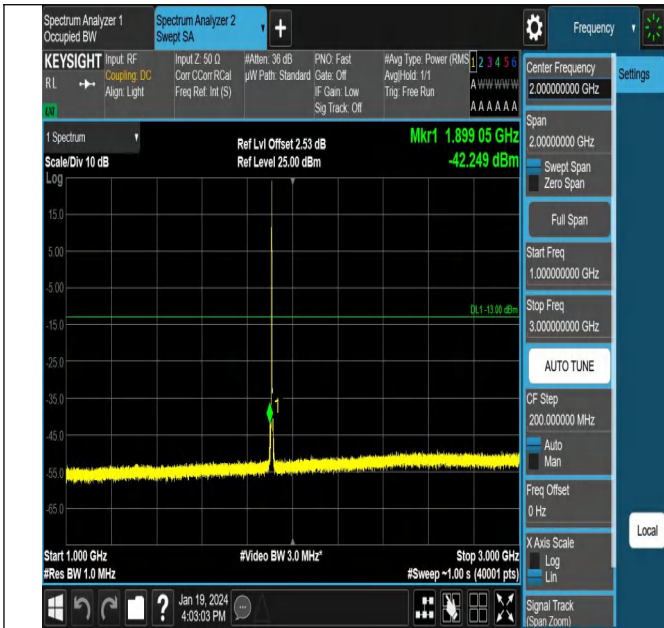 Spectrum Analyzer 1
Occupied BW
Spectrum Analyzer 2
Swept SA
+
Frequency
KEYSIGHT
RL
LXI
Input: RF
Coupling: DC
Align: Light
Input Z: 50 Ω
Corr CCorr RCal
Freq Ref: Int (S)
#Atten: 36 dB
µW Path: Standard
PNO: Fast
Gate: Off
IF Gain: Low
Sig Track: Off
#Avg Type: Power (RMS
Avg|Hold: 1/1
Trig: Free Run
1 2 3 4 5 6
A W W W W W
A A A A A A
1 Spectrum
Scale/Div 10 dB
Ref Lvl Offset 2.53 dB
Ref Level 25.00 dBm
Mkr1 1.899 05 GHz
-42.249 dBm
Log
15.0
5.00
-5.00
-15.0
-25.0
-35.0
-45.0
-55.0
-65.0
DL1 -13.00 dBm
1
Start 1.000 GHz
#Res BW 1.0 MHz
#Video BW 3.0 MHz*
Stop 3.000 GHz
#Sweep ~1.00 s (40001 pts)
Jan 19, 2024
4:03:03 PM
Center Frequency
2.00000000 GHz
Settings
Span
2.00000000 GHz
Swept Span
Zero Span
Full Span
Start Freq
1.000000000 GHz
Stop Freq
3.000000000 GHz
AUTO TUNE
CF Step
200.000000 MHz
Auto
Man
Freq Offset
0 Hz
X Axis Scale
Log
Lin
Local
Signal Track
(Span Zoom)